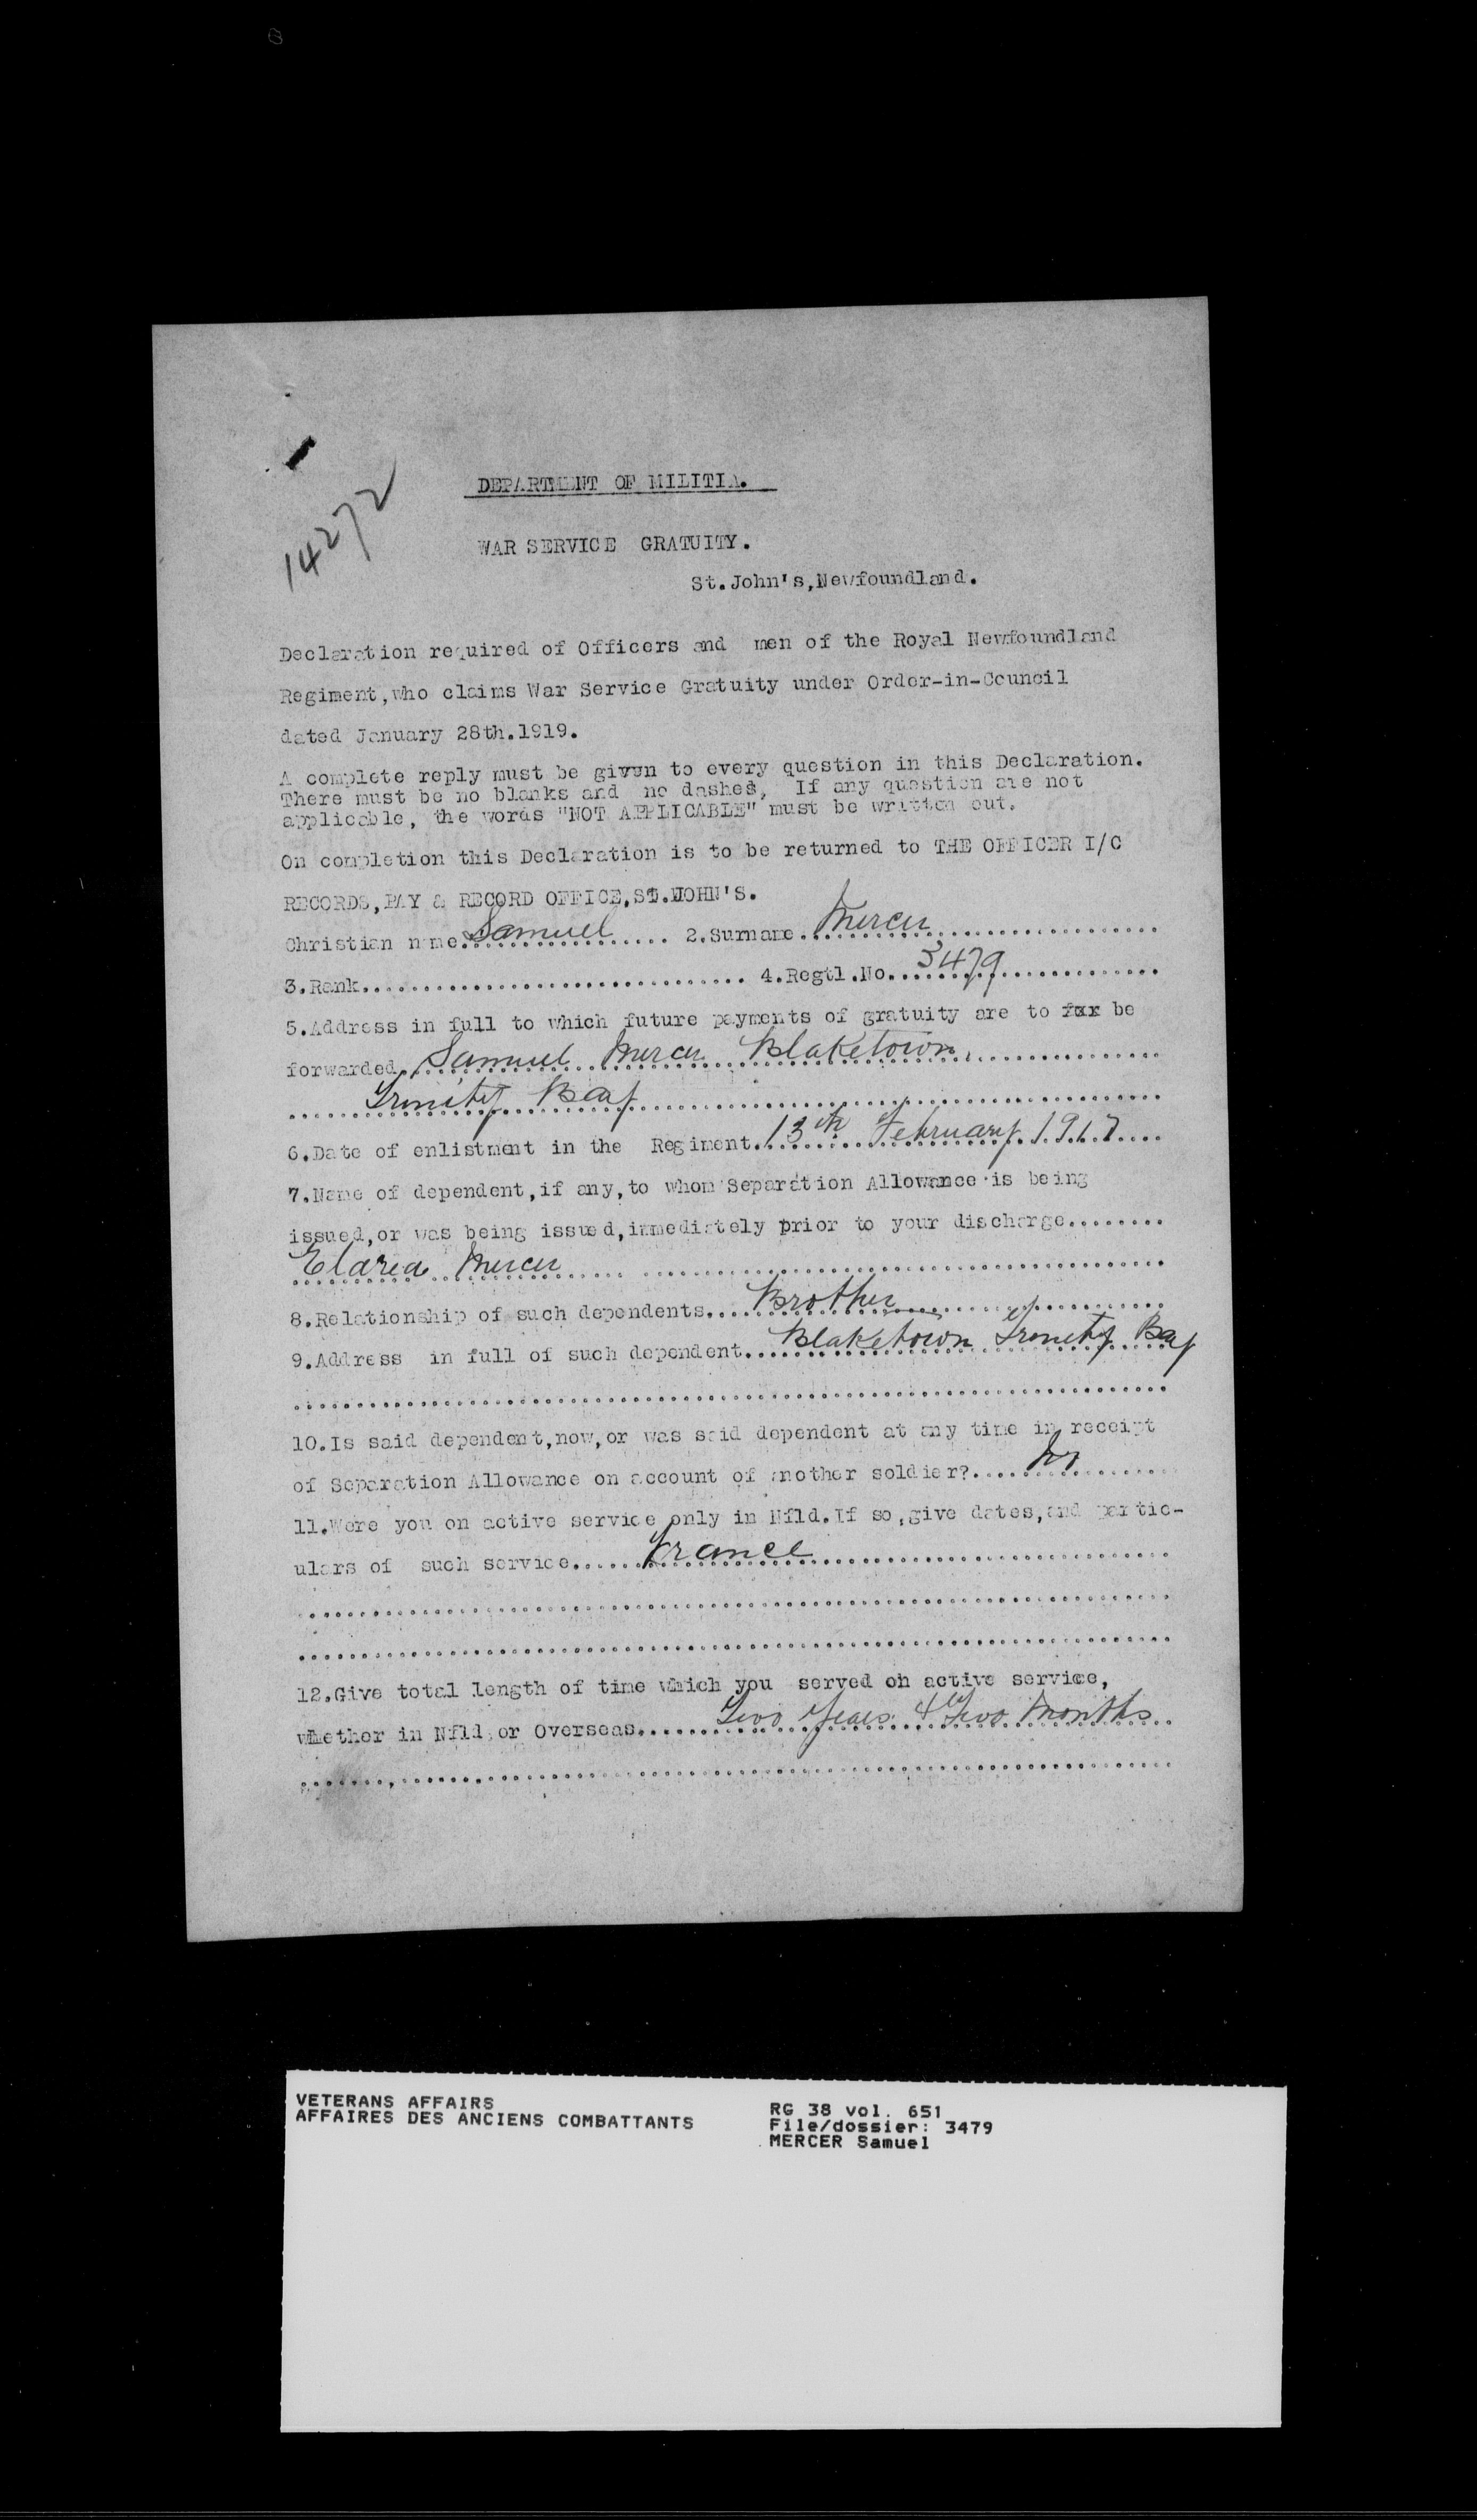 14272
DEPARTMENT OF MILITIA.
WAR SERVICE GRATUITY.
St.John's,Newfoundland.
Declaration required of Officers and men of the Royal Newfoundland
Regiment,who claims War Service Gratuity under Order-in-Council
dated January 28th.1919.
A complete reply must be given to every question in this Declaration.
There must be no blanks and no dashes, If any question are not
applicable, the words "NOT APPLICABLE" must be written out.
On completion this Declaration is to be returned to THE OFFICER I/C
RECORDS,PAY & RECORD OFFICE,ST.JOHN'S.
Christian name.Samuel.... 2.Surname.Mercer....
3.Rank.................... 4.Regtl.No.3479....
5.Address in full to which future payments of gratuity are to for be
forwarded.Samuel Mercer Blaketown....
....Trinity Bay....
6.Date of enlistment in the Regiment.13th February.1917....
7.Name of dependent,if any,to whom Separation Allowance is being
issued,or was being issued,immediately prior to your discharge........
Elarea Mercer....
8.Relationship of such dependents....Brother....
9.Address in full of such dependent....Blaketown Trinity Bay
....................
10.Is said dependent,now,or was said dependent at any time in receipt
of Separation Allowance on account of another soldier?....No....
11.Were you on active service only in Nfld.If so,give dates,and partic-
ulars of such service....France....
....................
....................
12.Give total length of time which you served on active service,
whether in Nfld.or Overseas....Two Years & Two Months..
....................
VETERANS AFFAIRS
AFFAIRES DES ANCIENS COMBATTANTS
RG 38 vol. 651
File/dossier: 3479
MERCER Samuel